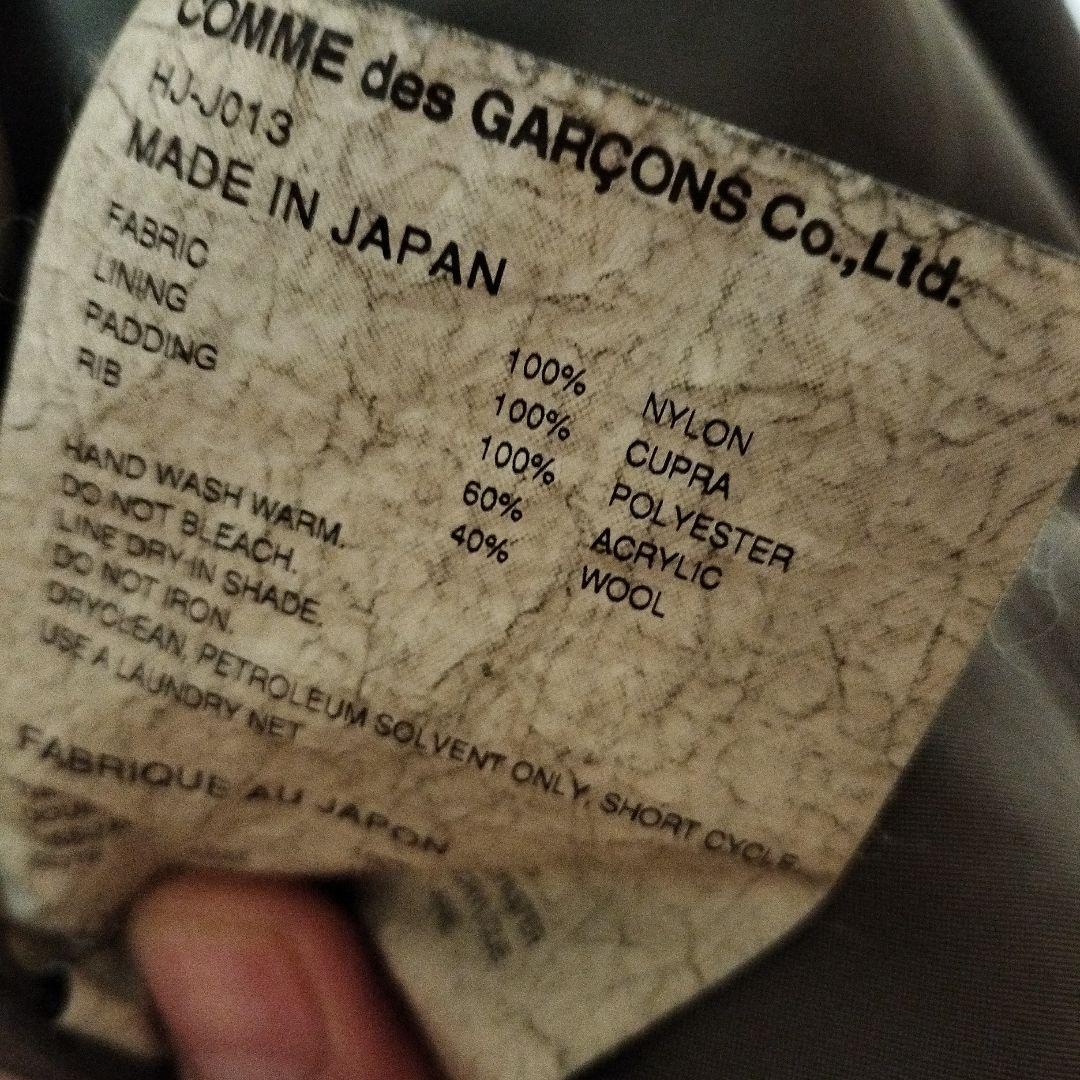 COMME des GARÇONS Co.,Ltd.
HJ-J013
MADE IN JAPAN
FABRIC 100% NYLON
LINING 100% CUPRA
PADDING 100% POLYESTER
RIB 60% ACRYLIC
40% WOOL
HAND WASH WARM.
DO NOT BLEACH.
LINE DRY IN SHADE.
DO NOT IRON.
DRYCLEAN, PETROLEUM SOLVENT ONLY, SHORT CYCLE.
USE A LAUNDRY NET
FABRIQUE AU JAPON